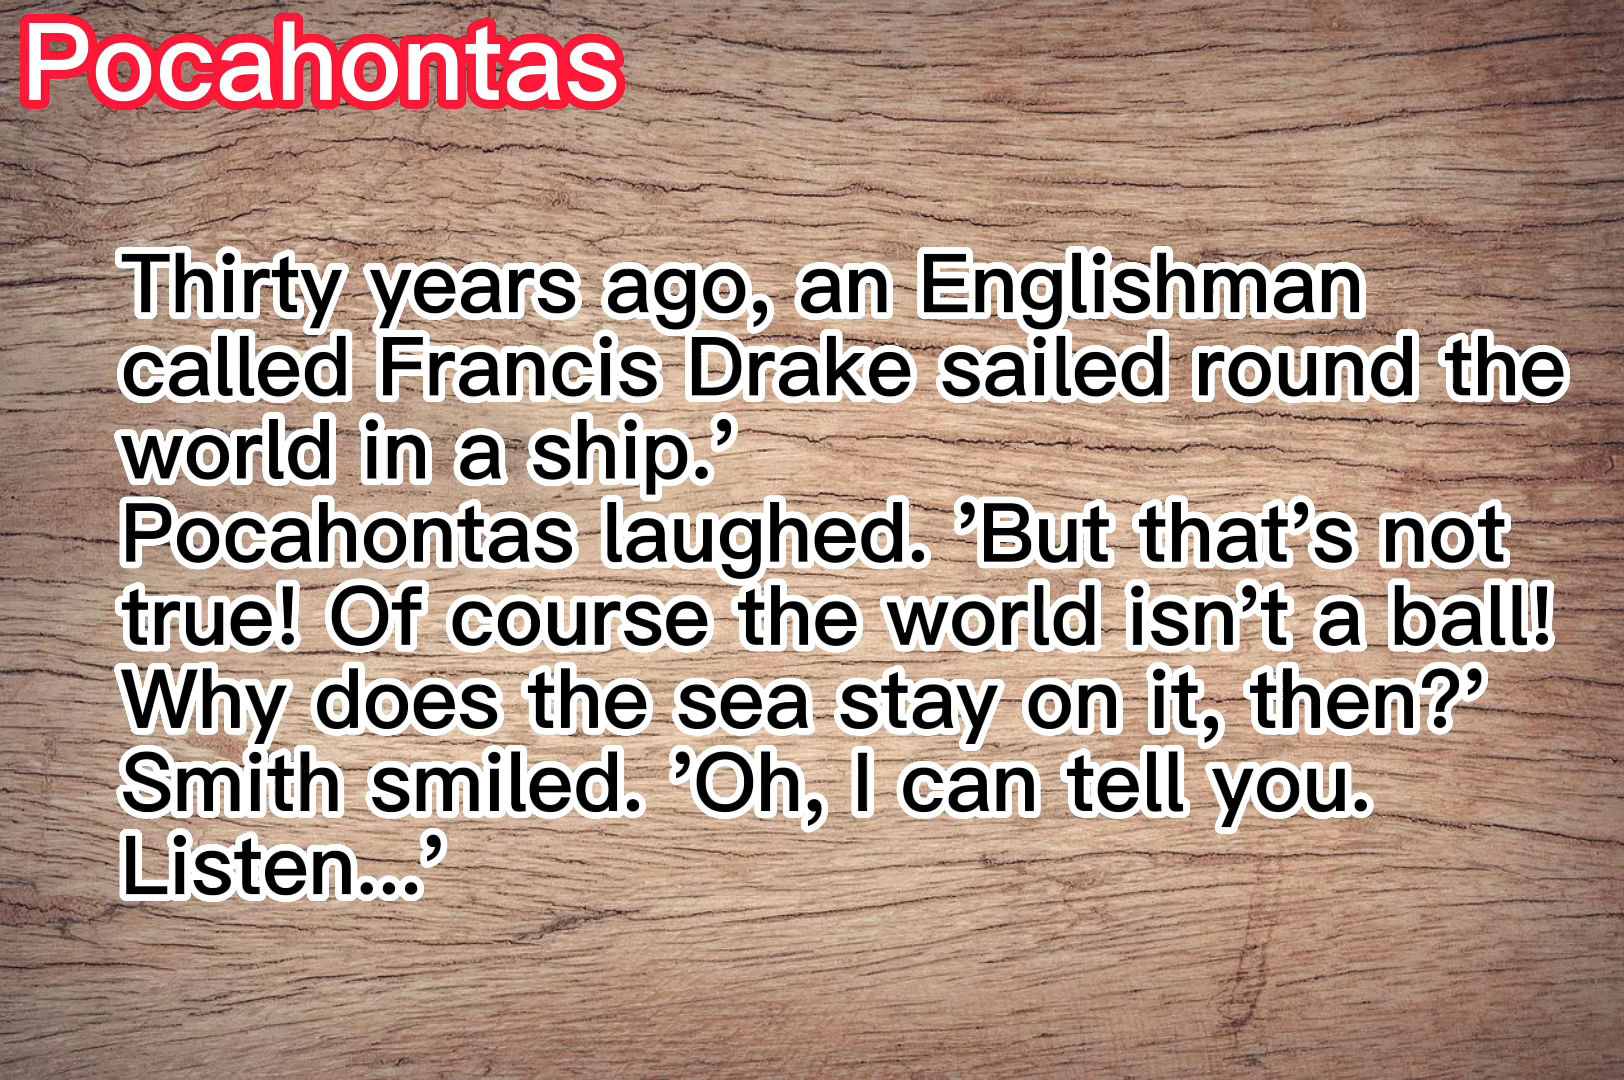 Pocahontas
Thirty years ago, an Englishman
called Francis Drake sailed round the
world in a ship.’
Pocahontas laughed. ’But that’s not
true! Of course the world isn’t a ball!
Why does the sea stay on it, then?’
Smith smiled. ’Oh, I can tell you.
Listen...’